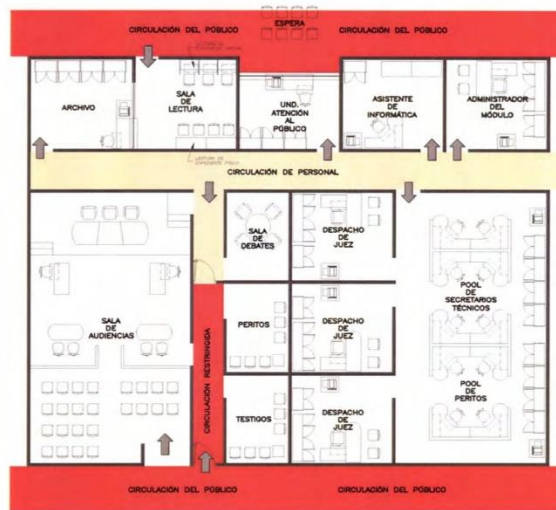 CIRCULACIÓN DEL PÚBLICO
ESPERA
CIRCULACIÓN DEL PÚBLICO
ARCHIVO
SALA
DE
LECTURA
UND.
ATENCIÓN
AL
PÚBLICO
ASISTENTE
DE
INFORMÁTICA
ADMINISTRADOR
DEL
MÓDULO
LECTURA DE
CIRCULACIÓN DE PERSONAL
SALA
DE
DEBATES
DESPACHO
DE
JUEZ
POOL
DE
SECRETARIOS
TÉCNICOS
SALA
DE
AUDIENCIAS
CIRCULACIÓN RESTRINGIDA
PERITOS
DESPACHO
DE
JUEZ
POOL
DE
PERITOS
TESTIGOS
DESPACHO
DE
JUEZ
CIRCULACIÓN DEL PÚBLICO
CIRCULACIÓN DEL PÚBLICO